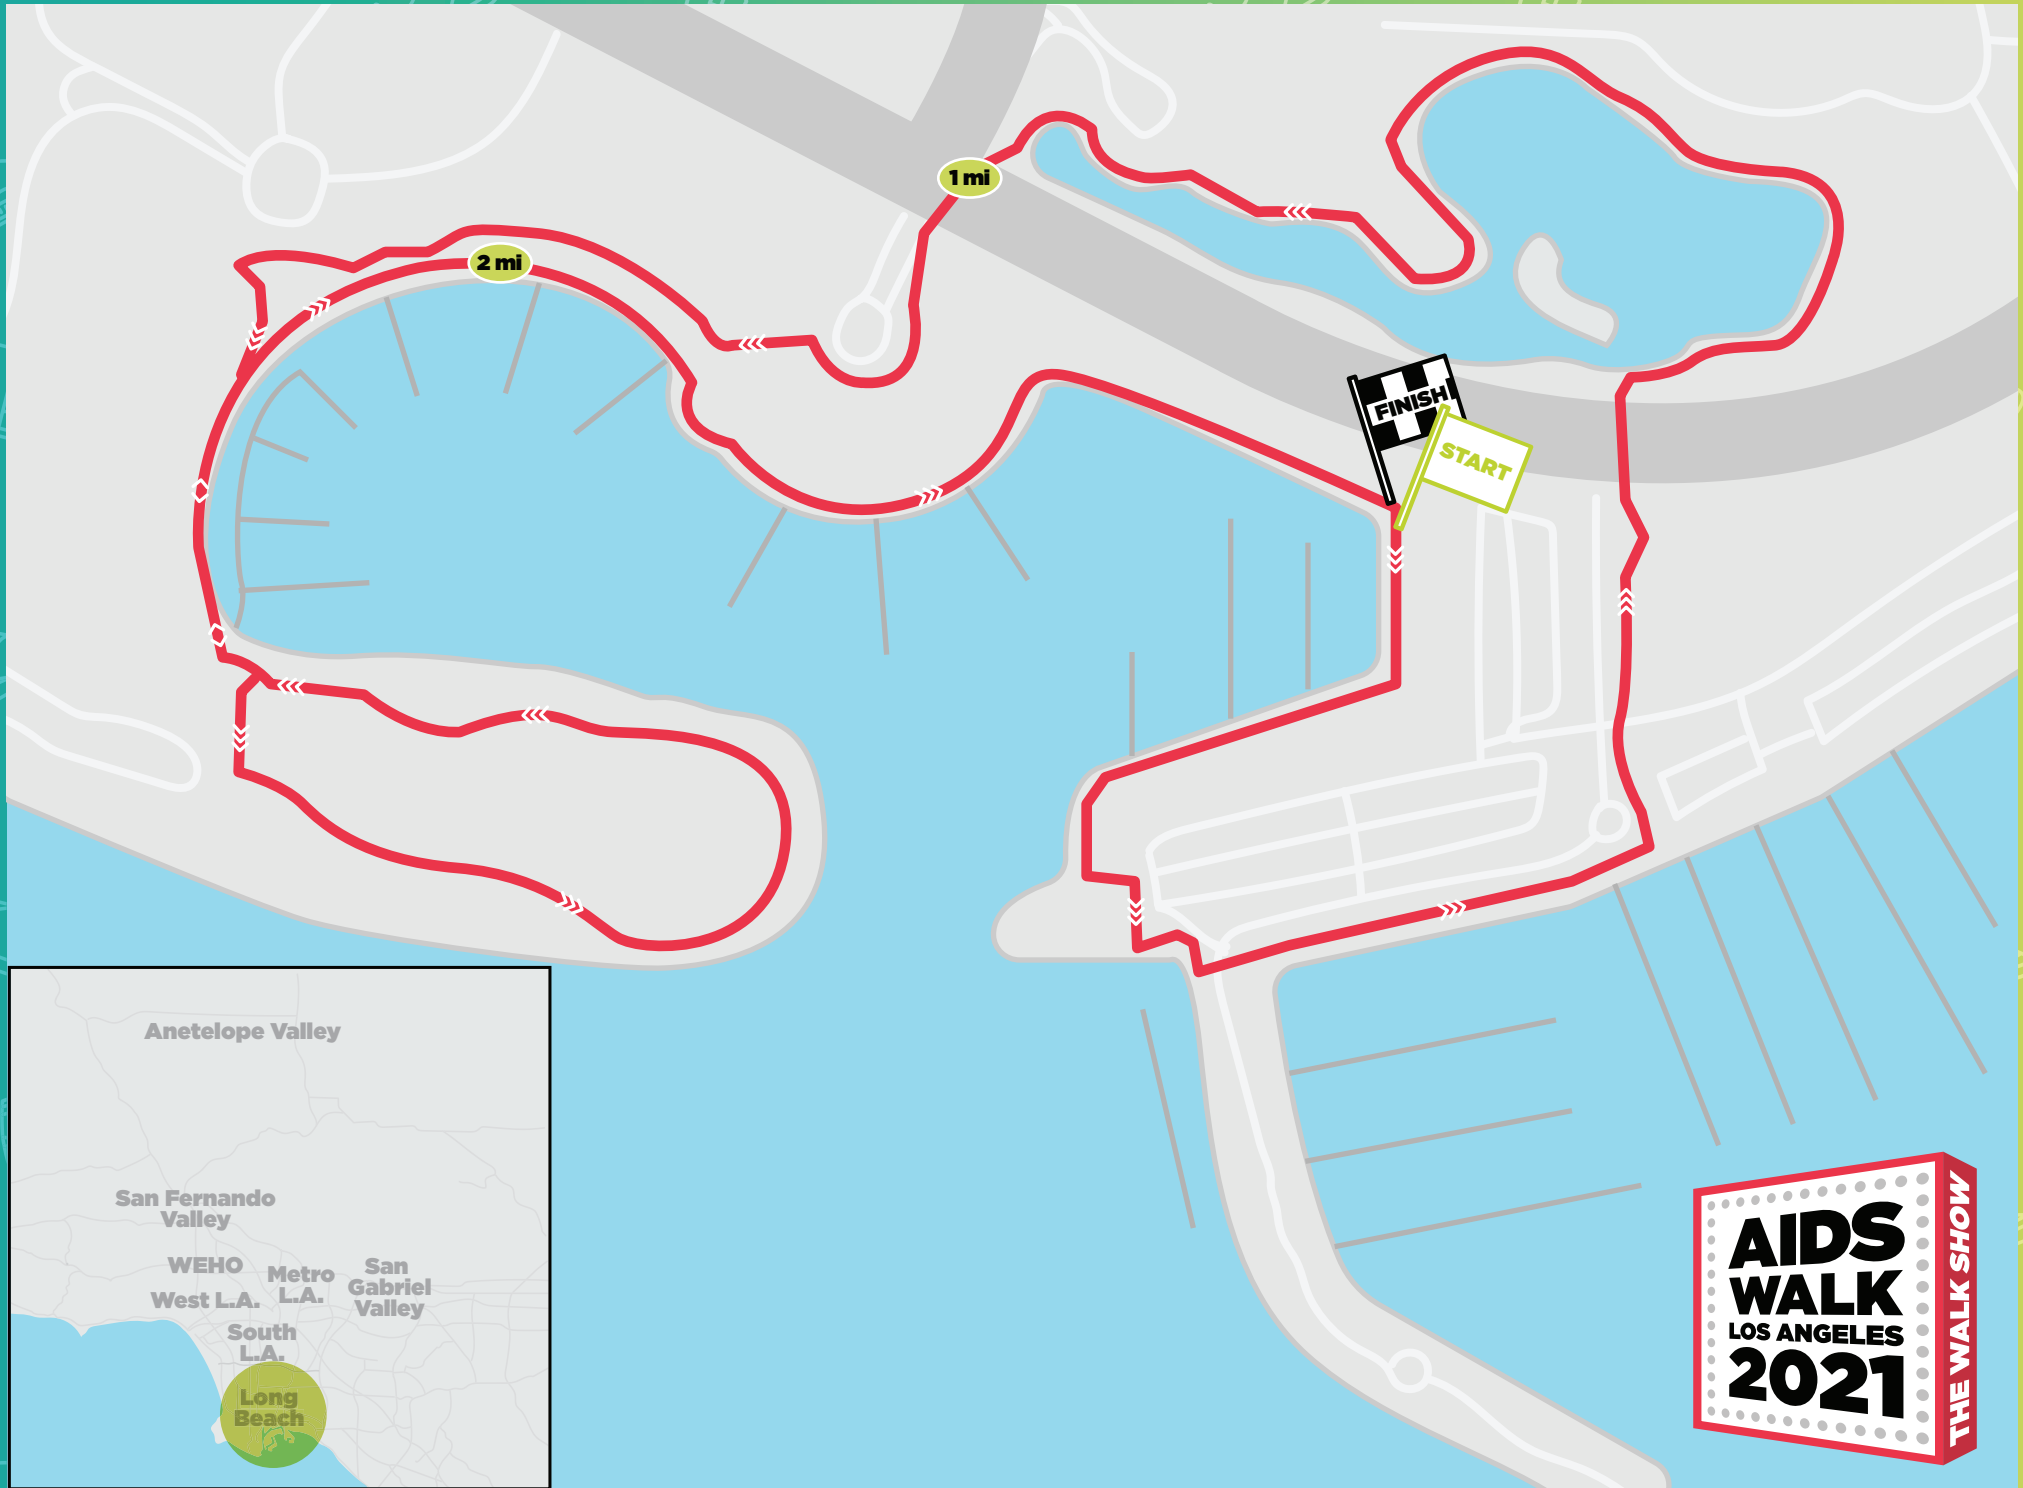 1 mi
2 mi
FINISH
START
Anetelope Valley
San Fernando
Valley
WEHO
West L.A.
Metro
L.A.
San
Gabriel
Valley
South
L.A.
Long
Beach
AIDS
WALK
LOS ANGELES
2021
THE WALK SHOW